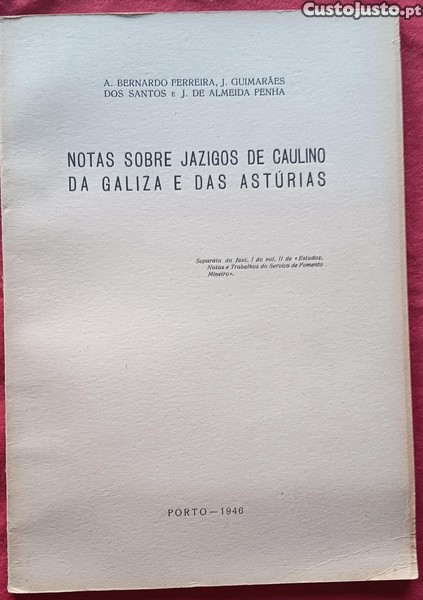 CustoJusto.pt
A. BERNARDO FERREIRA, J. GUIMARÃES
DOS SANTOS E J. DE ALMEIDA PENHA
NOTAS SOBRE JAZIGOS DE CAULINO
DA GALIZA E DAS ASTÚRIAS
Separata do fasc. I do vol. II de «Estudos,
Notas e Trabalhos do Serviço de Fomento
Mineiro».
PORTO—1946